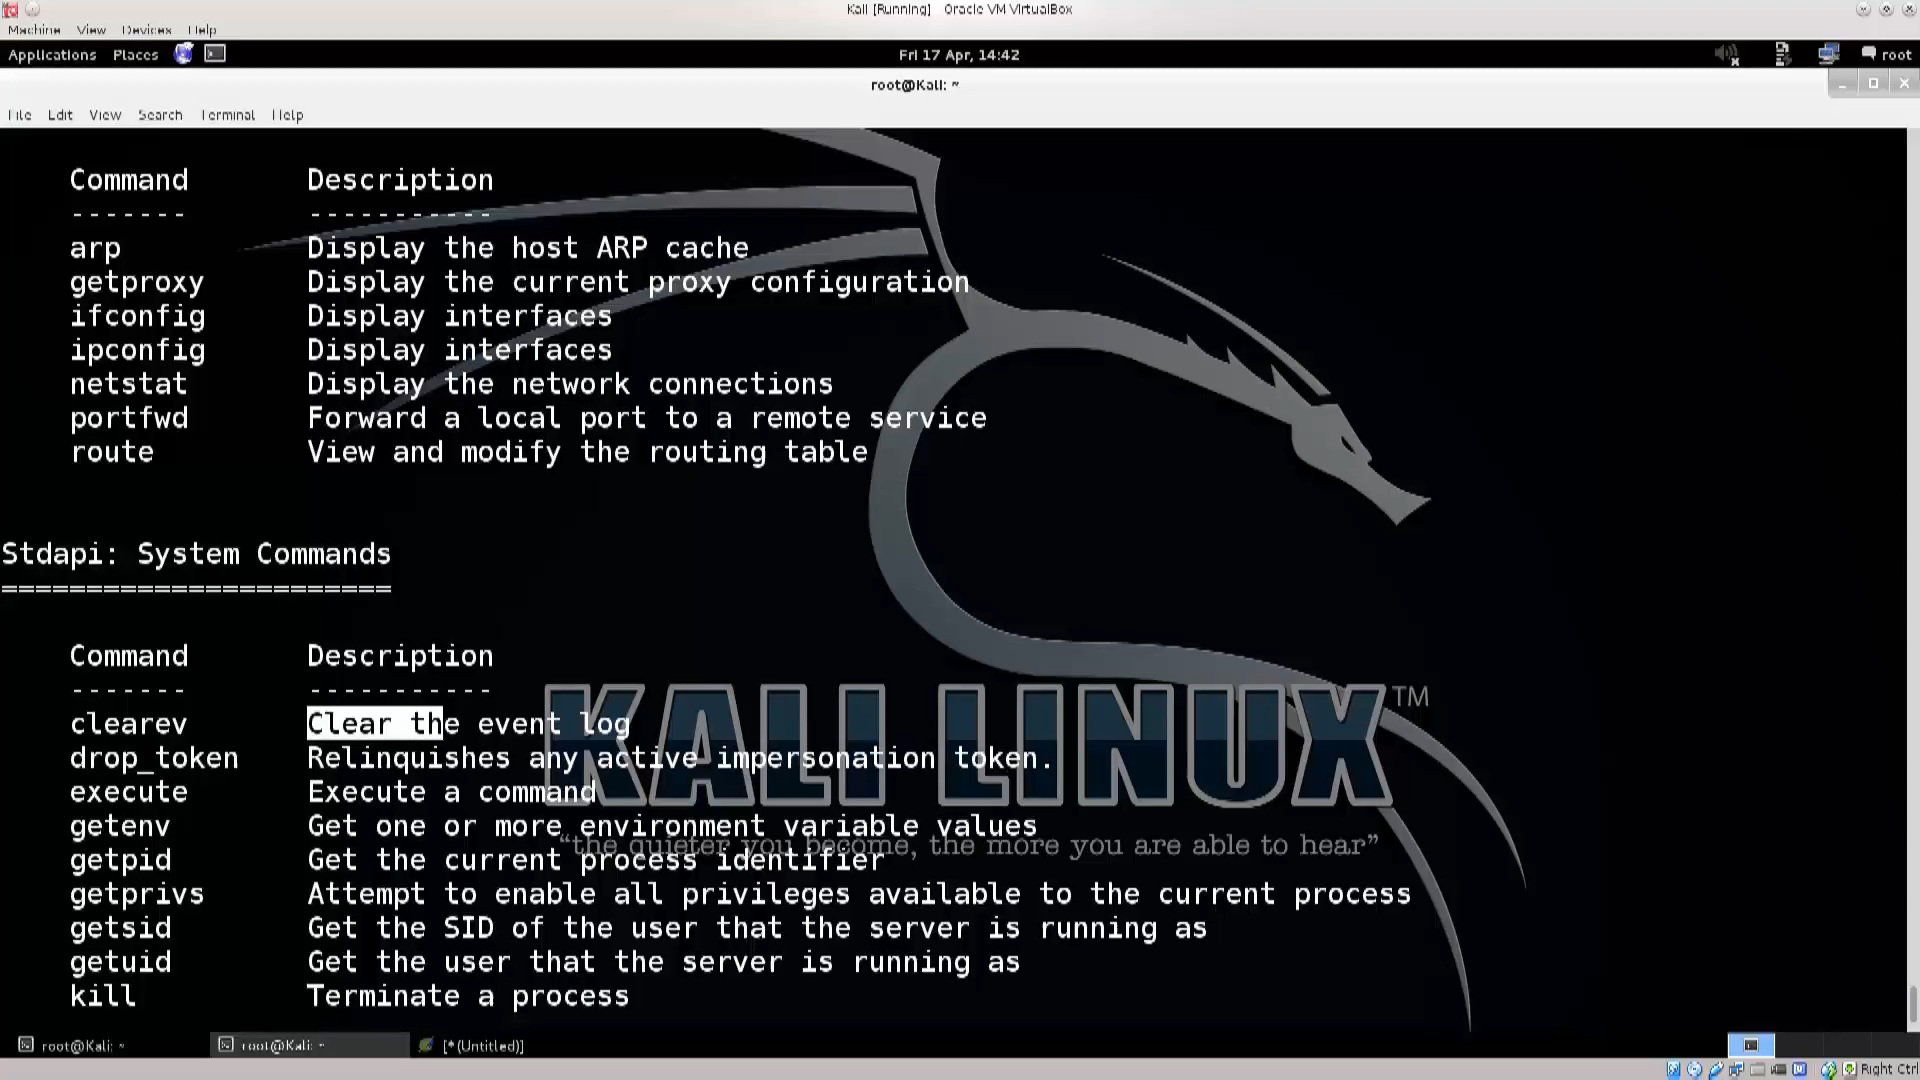 Kali [Running] Oracle VM VirtualBox
Machine View Devices Help
Applications Places Fri 17 Apr, 14:42 root
root@Kali: ~
File Edit View Search Terminal Help
Command Description
------- -----------
arp Display the host ARP cache
getproxy Display the current proxy configuration
ifconfig Display interfaces
ipconfig Display interfaces
netstat Display the network connections
portfwd Forward a local port to a remote service
route View and modify the routing table
Stdapi: System Commands
=======================
Command Description
------- -----------
clearev Clear the event log
drop_token Relinquishes any active impersonation token.
execute Execute a command
getenv Get one or more environment variable values
getpid Get the current process identifier
getprivs Attempt to enable all privileges available to the current process
getsid Get the SID of the user that the server is running as
getuid Get the user that the server is running as
kill Terminate a process
KALI LINUX TM
“the quieter you become, the more you are able to hear”
root@Kali: ~ root@Kali: ~ [*(Untitled)]
Right Ctrl